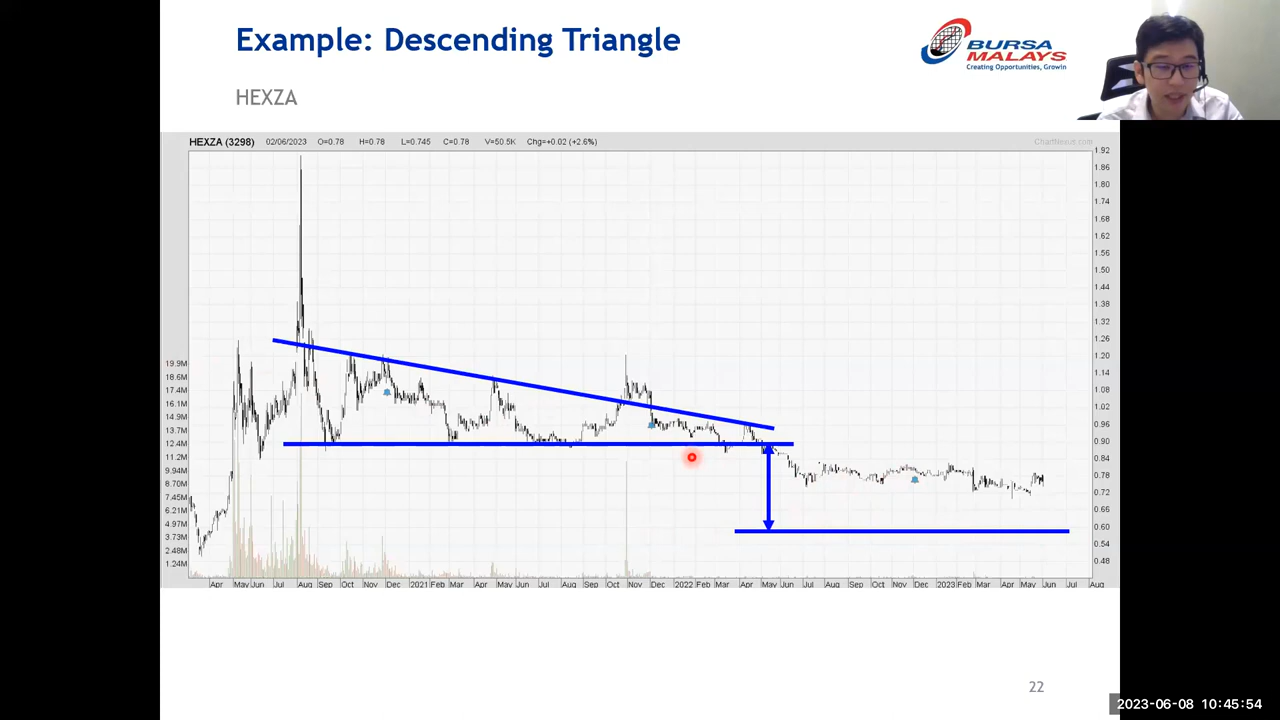 Example: Descending Triangle
BURSA
MALAYS
Creating Opportunities, Growin
HEXZA
HEXZA (3298) 02/06/2023 O=0.78 H=0.78 L=0.745 C=0.78 V=50.5K Chg=+0.02 (+2.6%) ChartNexus.com
1.92
1.86
1.80
1.74
1.68
1.62
1.56
1.50
1.44
1.38
1.32
1.26
1.20
19.9M 1.14
18.6M 1.08
17.4M
16.1M 1.02
14.9M 0.96
13.7M 0.90
12.4M
11.2M 0.84
9.94M 0.78
8.70M
7.45M 0.72
6.21M 0.66
4.97M 0.60
3.73M 0.54
2.48M
1.24M 0.48
Apr May Jun Jul Aug Sep Oct Nov Dec 2021 Feb Mar Apr May Jun Jul Aug Sep Oct Nov Dec 2022 Feb Mar Apr May Jun Jul Aug Sep Oct Nov Dec 2023 Feb Mar Apr May Jun Jul Aug
22
2023-06-08 10:45:54